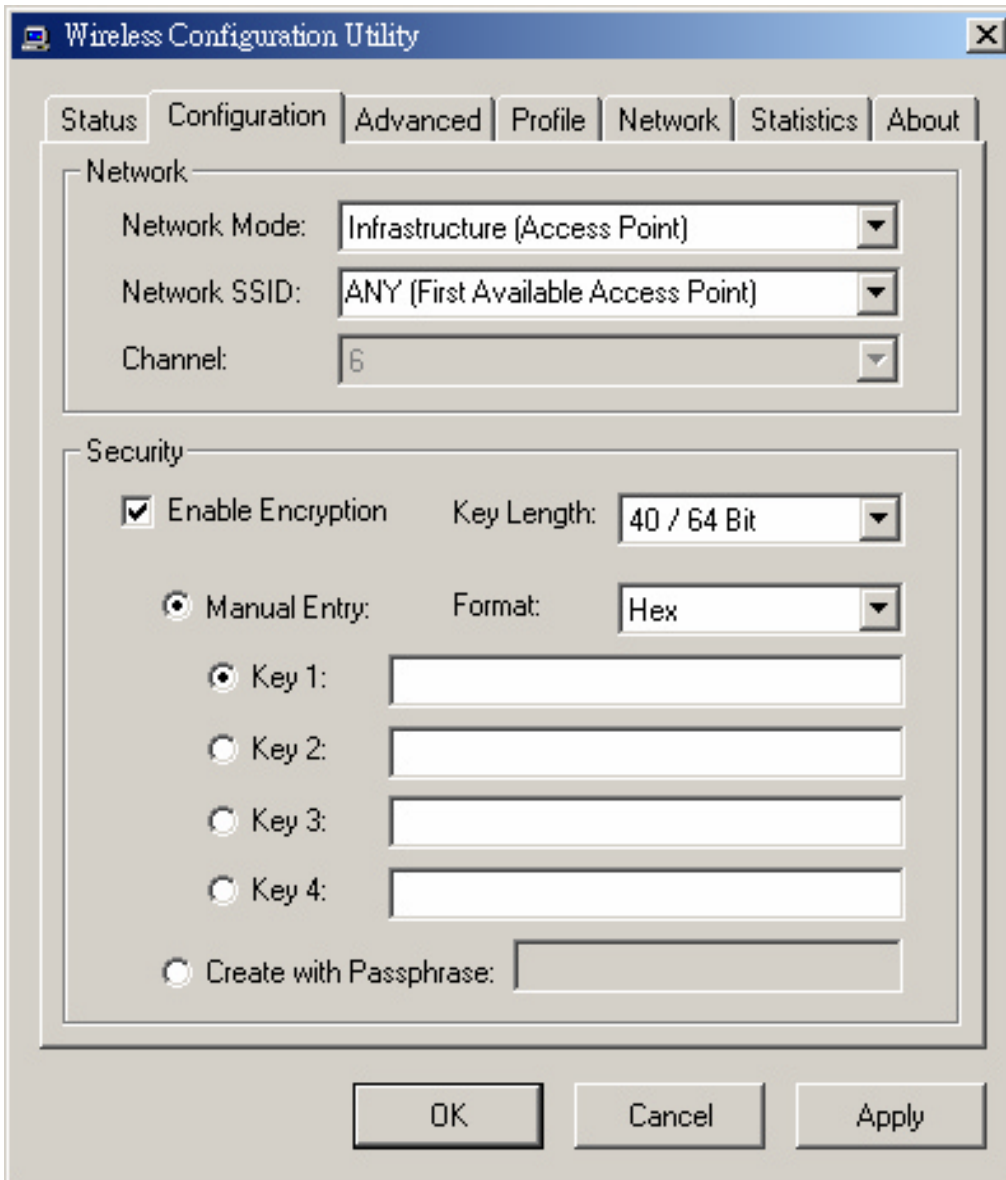 Wireless Configuration Utility
Status Configuration Advanced Profile Network Statistics About
Network
Network Mode: Infrastructure (Access Point)
Network SSID: ANY (First Available Access Point)
Channel: 6
Security
Enable Encryption Key Length: 40 / 64 Bit
Manual Entry: Format: Hex
Key 1:
Key 2:
Key 3:
Key 4:
Create with Passphrase:
OK Cancel Apply